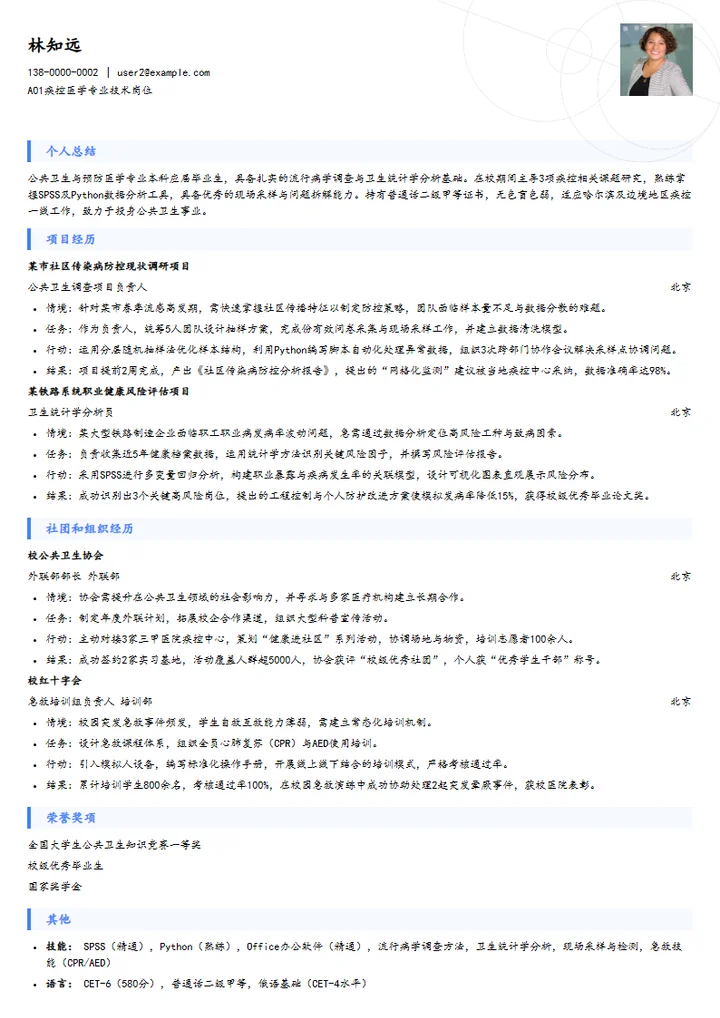 林知远
138-0000-0002 | user2@example.com
A01疾控医学专业技术岗位
个人总结
公共卫生与预防医学专业本科应届毕业生，具备扎实的流行病学调查与卫生统计学分析基础。在校期间主导3项疾控相关课题研究，熟练掌
握SPSS及Python数据分析工具，具备优秀的现场采样与问题拆解能力。持有普通话二级甲等证书，无色盲色弱，适应哈尔滨及边境地区疾控
一线工作，致力于投身公共卫生事业。
项目经历
某市社区传染病防控现状调研项目
公共卫生调查项目负责人 北京
• 情境：针对某市春季流感高发期，需快速掌握社区传播特征以制定防控策略，团队面临样本量不足与数据分散的难题。
• 任务：作为负责人，统筹5人团队设计抽样方案，完成份有效问卷采集与现场采样工作，并建立数据清洗模型。
• 行动：运用分层随机抽样法优化样本结构，利用Python编写脚本自动化处理异常数据，组织3次跨部门协作会议解决采样点协调问题。
• 结果：项目提前2周完成，产出《社区传染病防控分析报告》，提出的“网格化监测”建议被当地疾控中心采纳，数据准确率达98%。
某铁路系统职业健康风险评估项目
卫生统计学分析员 北京
• 情境：某大型铁路制造企业面临职工职业病发病率波动问题，急需通过数据分析定位高风险工种与致病因素。
• 任务：负责收集近5年健康档案数据，运用统计学方法识别关键风险因子，并撰写风险评估报告。
• 行动：采用SPSS进行多变量回归分析，构建职业暴露与疾病发生率的关联模型，设计可视化图表直观展示风险分布。
• 结果：成功识别出3个关键高风险岗位，提出的工程控制与个人防护改进方案使模拟发病率降低15%，获得校级优秀毕业论文奖。
社团和组织经历
校公共卫生协会
外联部部长 外联部 北京
• 情境：协会需提升在公共卫生领域的社会影响力，并寻求与多家医疗机构建立长期合作。
• 任务：制定年度外联计划，拓展校企合作渠道，组织大型科普宣传活动。
• 行动：主动对接3家三甲医院疾控中心，策划“健康进社区”系列活动，协调场地与物资，培训志愿者100余人。
• 结果：成功签约2家实习基地，活动覆盖人群超5000人，协会获评“校级优秀社团”，个人获“优秀学生干部”称号。
校红十字会
急救培训组负责人 培训部 北京
• 情境：校园突发急救事件频发，学生自救互救能力薄弱，需建立常态化培训机制。
• 任务：设计急救课程体系，组织全员心肺复苏（CPR）与AED使用培训。
• 行动：引入模拟人设备，编写标准化操作手册，开展线上线下结合的培训模式，严格考核通过率。
• 结果：累计培训学生800余名，考核通过率100%，在校园急救演练中成功协助处理2起突发晕厥事件，获校医院表彰。
荣誉奖项
全国大学生公共卫生知识竞赛一等奖
校级优秀毕业生
国家奖学金
其他
• 技能： SPSS（精通），Python（熟练），Office办公软件（精通），流行病学调查方法，卫生统计学分析，现场采样与检测，急救技
能（CPR/AED）
• 语言： CET-6（580分），普通话二级甲等，俄语基础（CET-4水平）